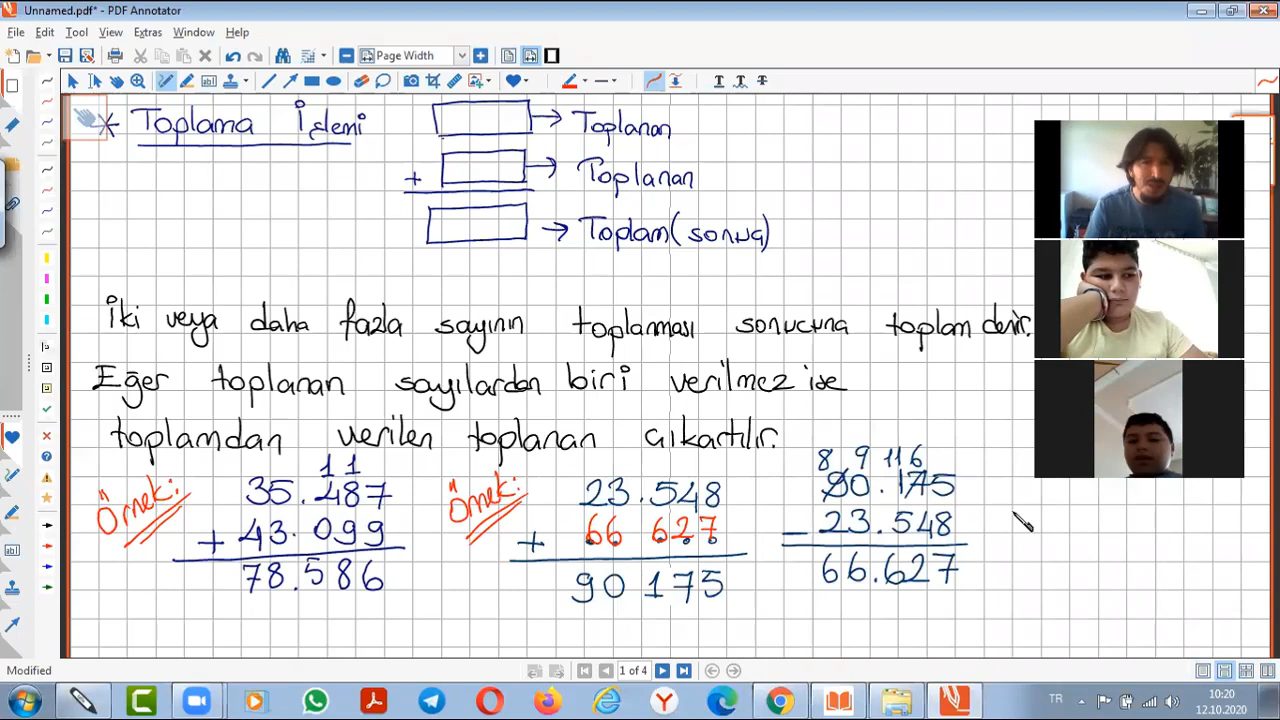 Unnamed.pdf* - PDF Annotator
File Edit Tool View Extras Window Help
Page Width
* Toplama İşlemi
→ Toplanan
+ → Toplanan
→ Toplam (sonuç)
İki veya daha fazla sayının toplanması sonucuna toplam denir.
Eğer toplanan sayılardan biri verilmez ise
toplamdan verilen toplanan çıkartılır.
Örnek:
1 1
35.487
+ 43.099
78.586
Örnek:
23.548
+ 66 627
90 175
8 9 11 6
90.175
- 23.548
66.627
Modified
1 of 4
TR
10:20
12.10.2020